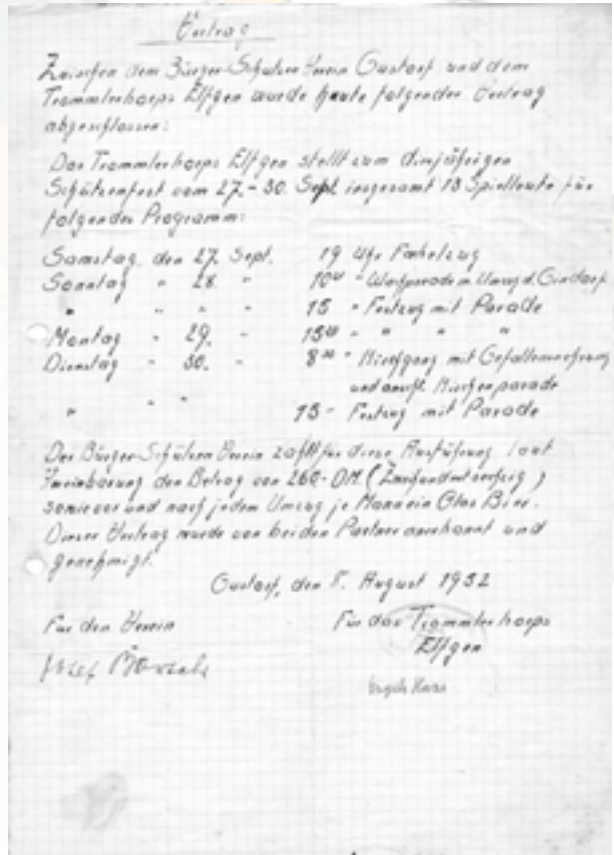 Vertrag
Zwischen dem Bürger-Schützen Verein Gustorf und dem
Trommlerkorps Elfgen wurde heute folgender Vertrag
abgeschlossen:
Das Trommlerkorps Elfgen stellt zum diesjährigen
Schützenfest vom 27.-30. Sept. insgesamt 13 Spielleute für
folgendes Programm:
Samstag den 27. Sept. 19 Uhr Fackelzug
Sonntag " 28. " 10 " Wachparade Umzug d. Gindorf
" " " " 15 " Festzug mit Parade
Montag " 29. " 15 " " " "
Dienstag " 30. " 8 " Kirchgang mit Gefallenenehrung
und anschl. Kirchenparade
" " " 15 " Festzug mit Parade
Der Bürger-Schützen Verein zahlt für diese Ausführung laut
Vereinbarung den Betrag von 260.-DM.
sowie vor und nach jedem Umzug je Mann ein Glas Bier.
Dieser Vertrag wurde von beiden Partner anerkannt und
genehmigt.
Gustorf, den 5. August 1952
Für den Verein Für das Trommlerkorps
Elfgen
Josef